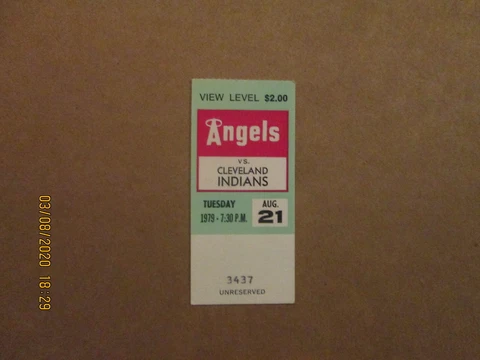 VIEW LEVEL $2.00
Angels
VS.
CLEVELAND
INDIANS
TUESDAY
1979 - 7:30 P.M.
AUG.
21
3437
UNRESERVED
03/08/2020 18:29